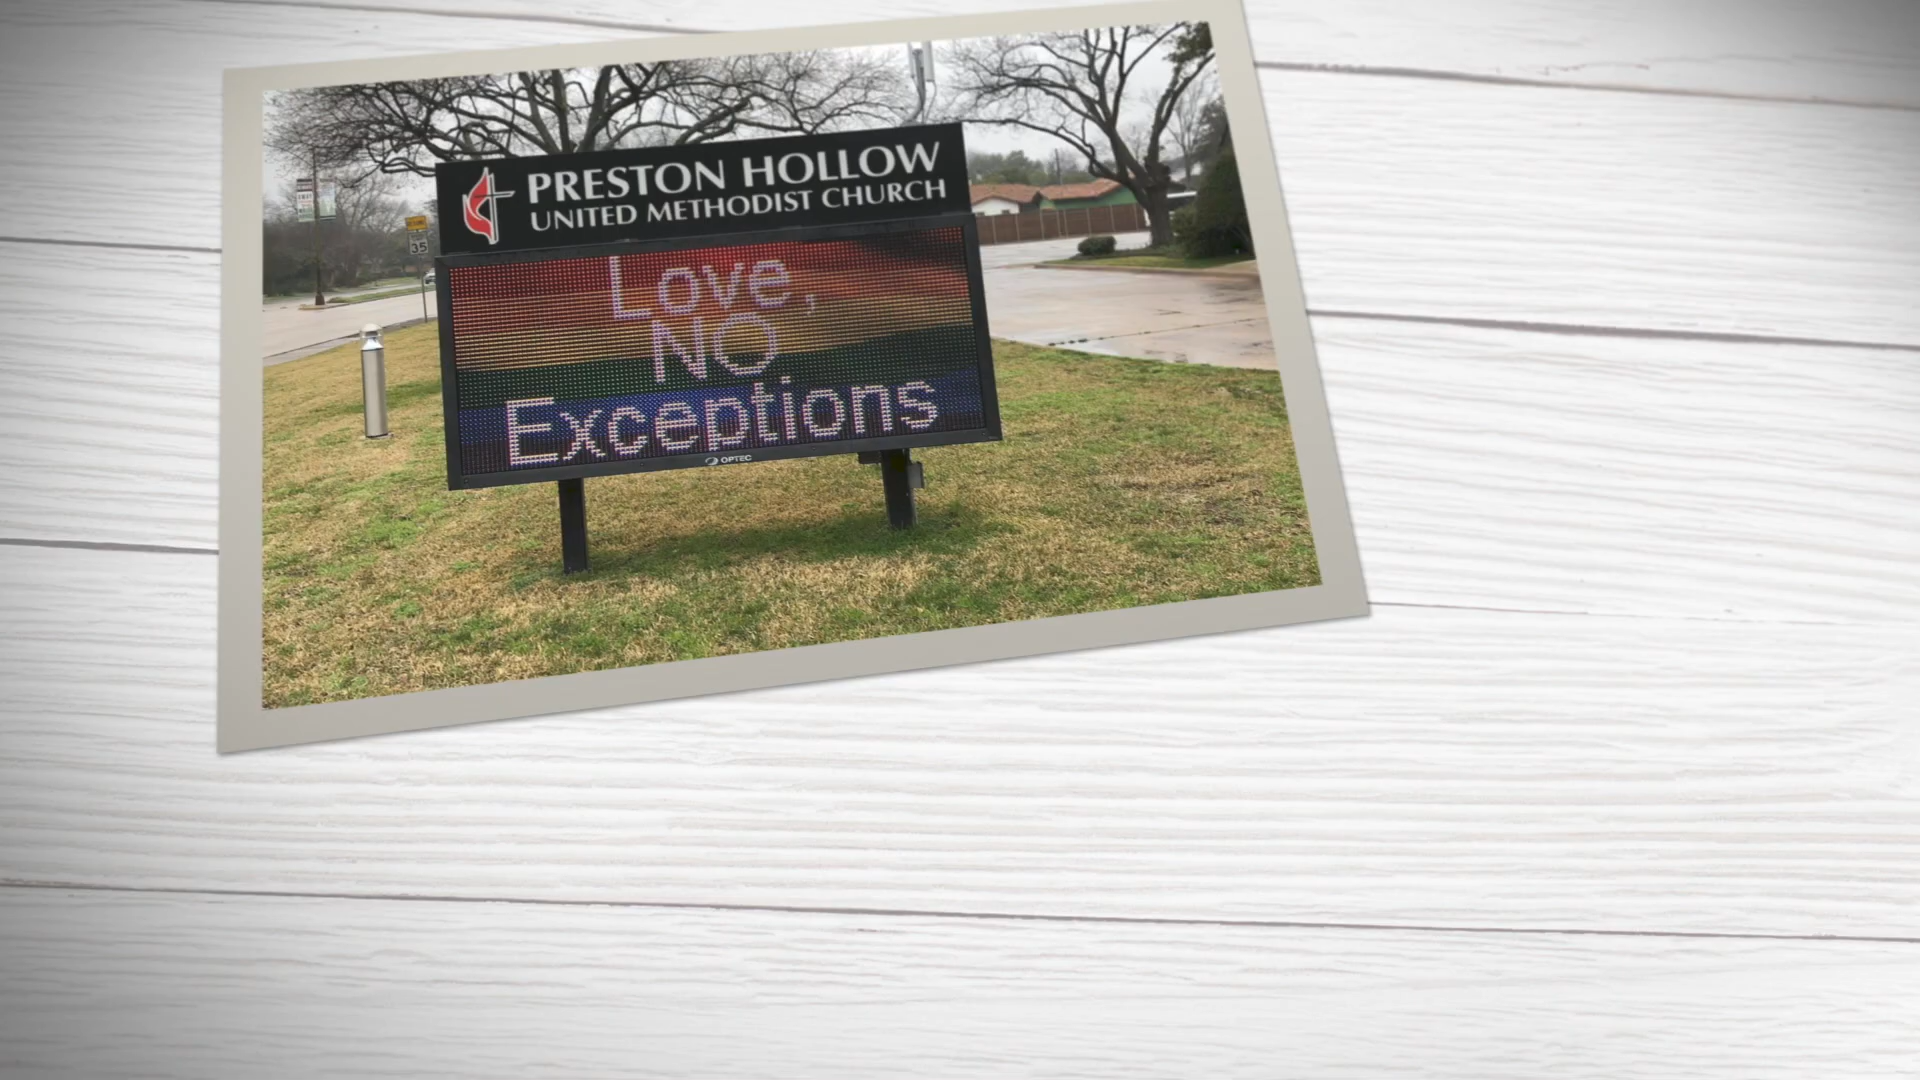 PRESTON HOLLOW
UNITED METHODIST CHURCH
Love,
NO
Exceptions
OPTEC
35